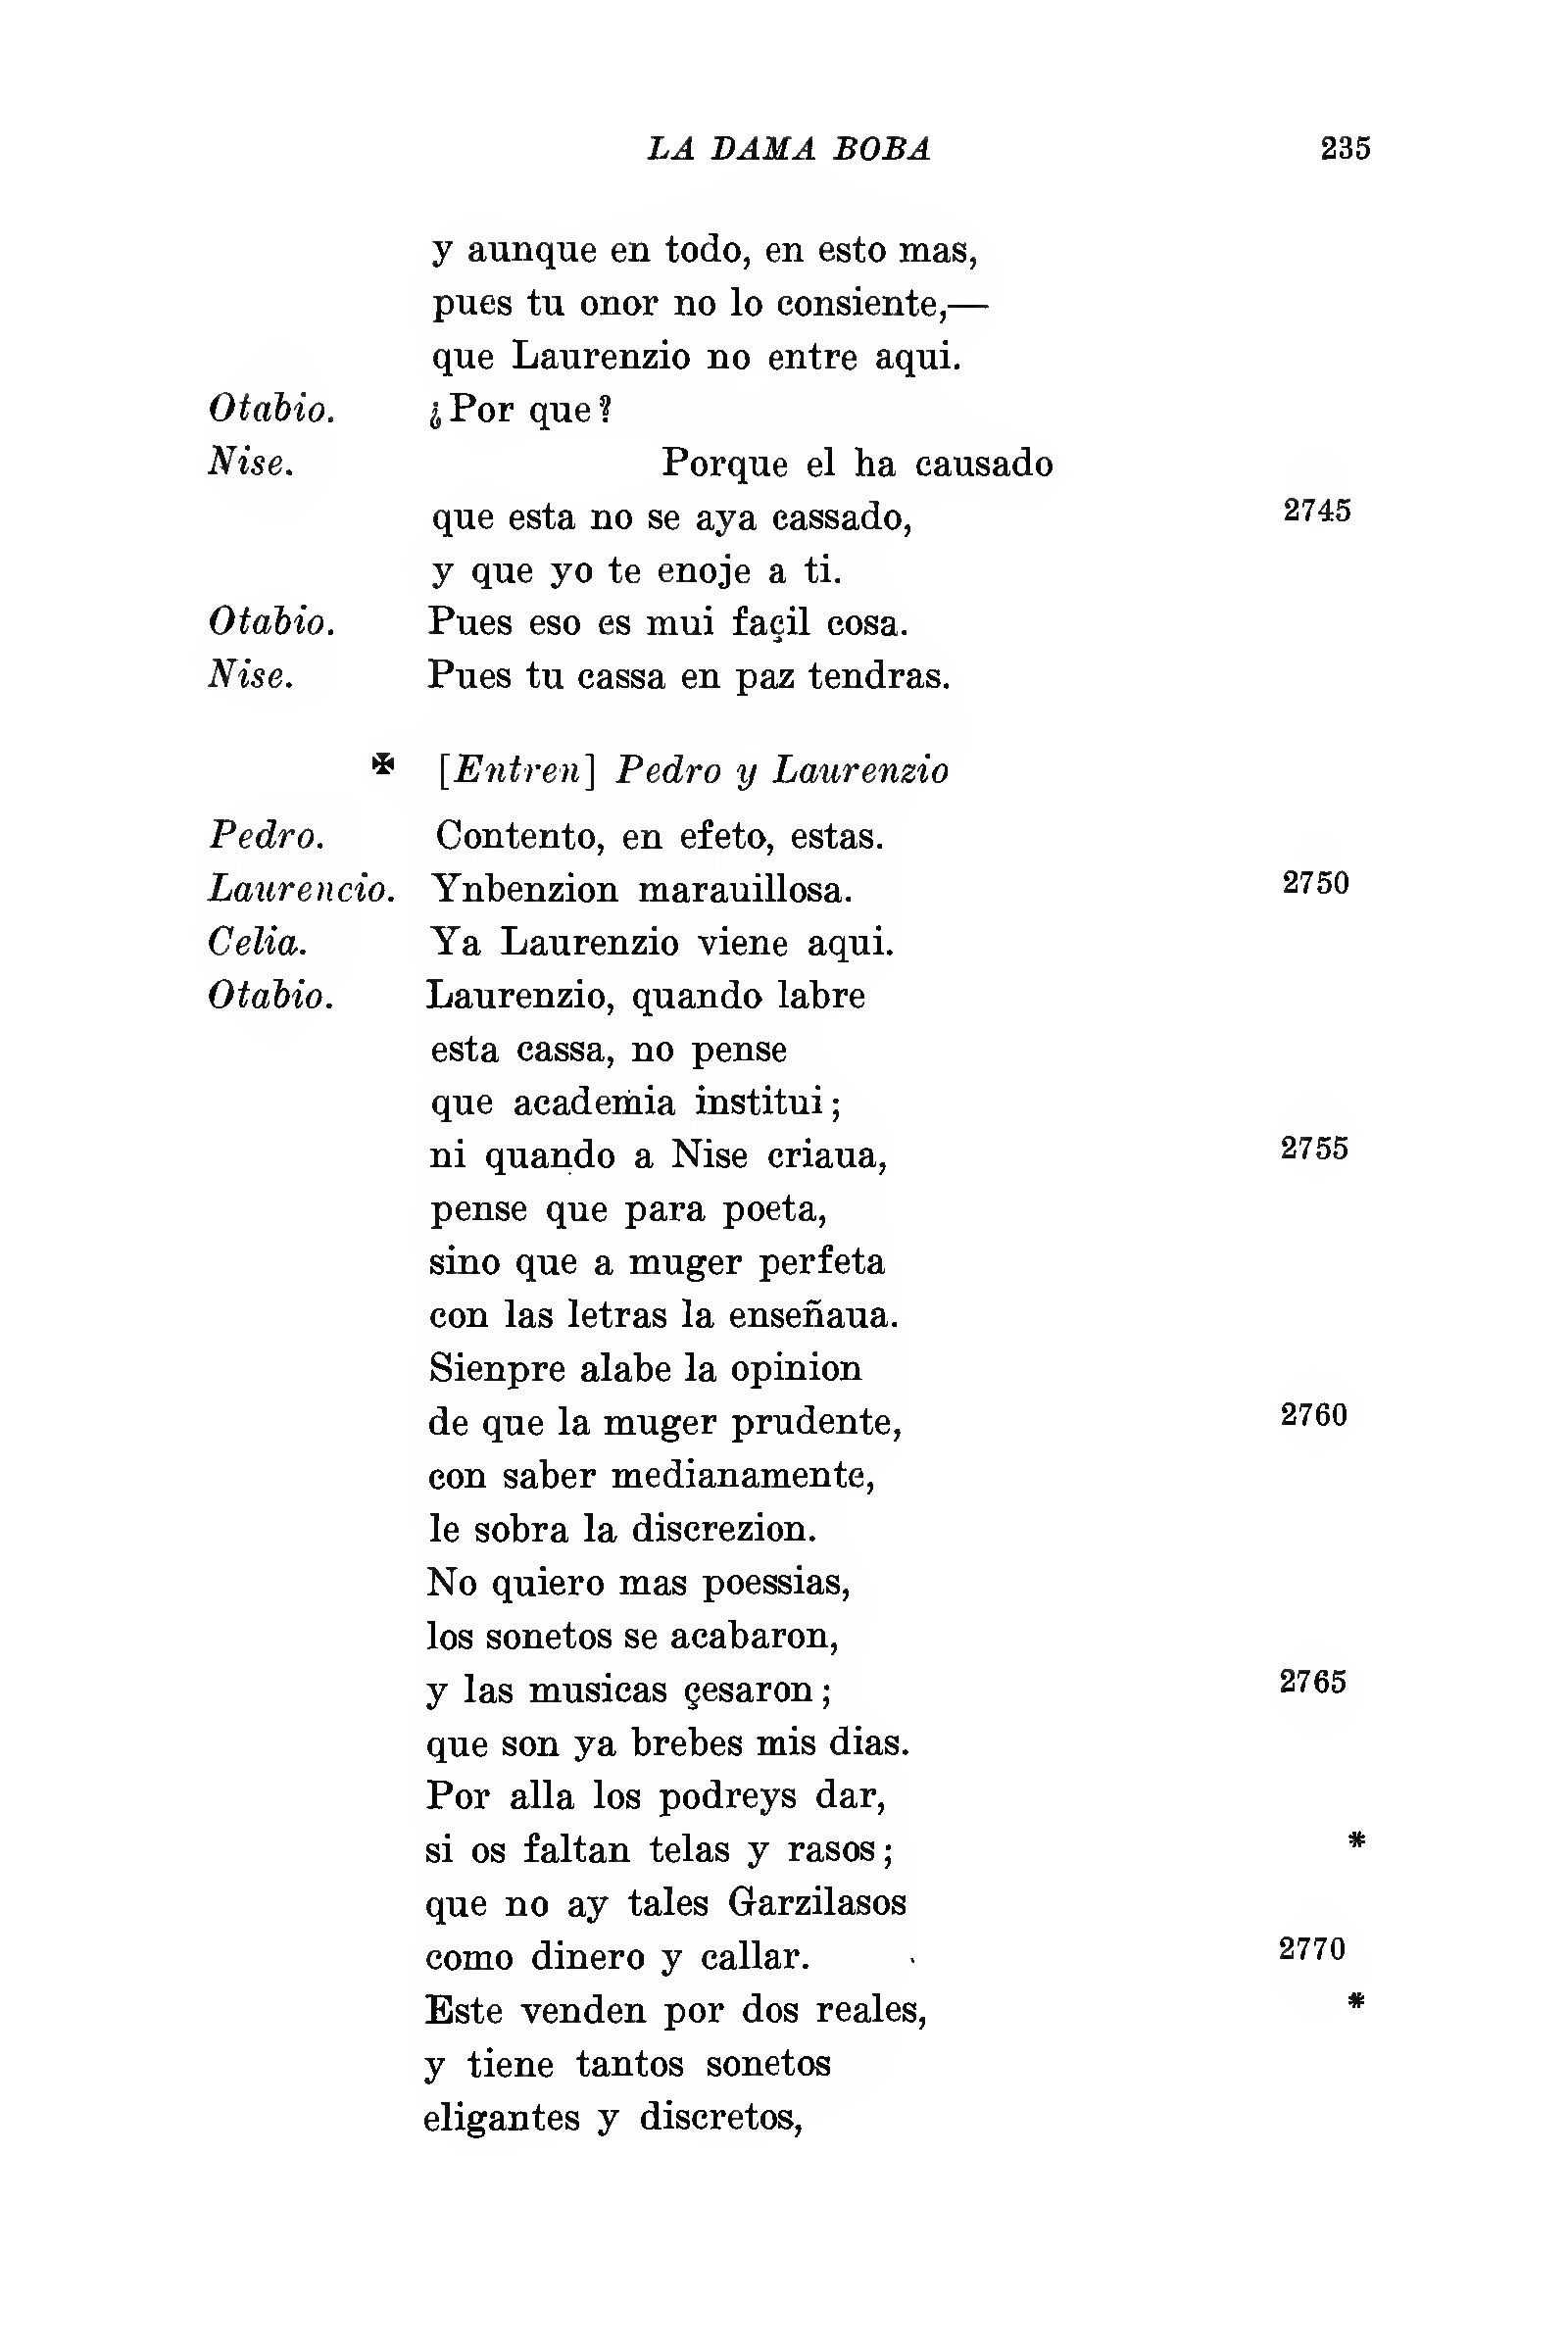 LA DAMA BOBA 235
y aunque en todo, en esto mas,
pues tu onor no lo consiente,—
que Laurenzio no entre aqui.
Otabio. ¿Por que?
Nise. Porque el ha causado
que esta no se aya cassado, 2745
y que yo te enoje a ti.
Otabio. Pues eso es mui façil cosa.
Nise. Pues tu cassa en paz tendras.
✠ [Entren] Pedro y Laurenzio
Pedro. Contento, en efeto, estas.
Laurencio. Ynbenzion marauillosa. 2750
Celia. Ya Laurenzio viene aqui.
Otabio. Laurenzio, quando labre
esta cassa, no pense
que academia institui;
ni quando a Nise criaua, 2755
pense que para poeta,
sino que a muger perfeta
con las letras la enseñaua.
Sienpre alabe la opinion
de que la muger prudente, 2760
con saber medianamente,
le sobra la discrezion.
No quiero mas poessias,
los sonetos se acabaron,
y las musicas çesaron; 2765
que son ya brebes mis dias.
Por alla los podreys dar,
si os faltan telas y rasos; *
que no ay tales Garzilasos
como dinero y callar. 2770
Este venden por dos reales, *
y tiene tantos sonetos
eligantes y discretos,